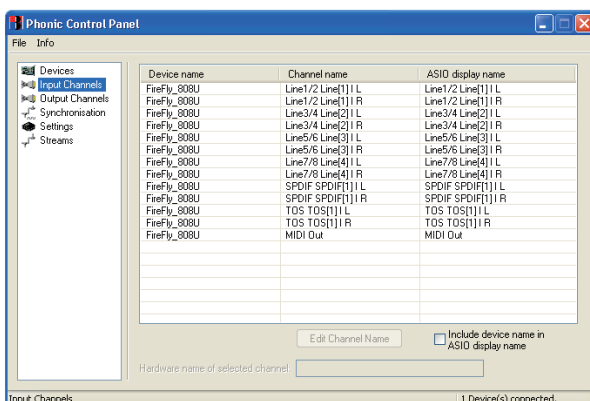 Phonic Control Panel
File Info
Devices
Input Channels
Output Channels
Synchronisation
Settings
Streams
Device name Channel name ASIO display name
FireFly_808U Line1/2 Line[1] I L Line1/2 Line[1] I L
FireFly_808U Line1/2 Line[1] I R Line1/2 Line[1] I R
FireFly_808U Line3/4 Line[2] I L Line3/4 Line[2] I L
FireFly_808U Line3/4 Line[2] I R Line3/4 Line[2] I R
FireFly_808U Line5/6 Line[3] I L Line5/6 Line[3] I L
FireFly_808U Line5/6 Line[3] I R Line5/6 Line[3] I R
FireFly_808U Line7/8 Line[4] I L Line7/8 Line[4] I L
FireFly_808U Line7/8 Line[4] I R Line7/8 Line[4] I R
FireFly_808U SPDIF SPDIF[1] I L SPDIF SPDIF[1] I L
FireFly_808U SPDIF SPDIF[1] I R SPDIF SPDIF[1] I R
FireFly_808U TOS TOS[1] I L TOS TOS[1] I L
FireFly_808U TOS TOS[1] I R TOS TOS[1] I R
FireFly_808U MIDI Out MIDI Out
Edit Channel Name
Include device name in
ASIO display name
Hardware name of selected channel:
Input Channels 1 Device(s) connected.